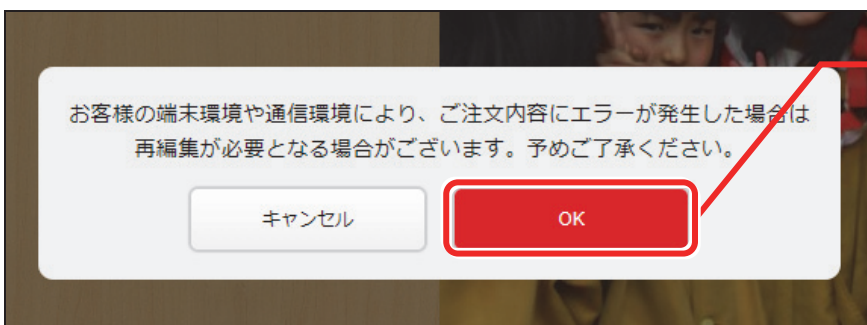 お客様の端末環境や通信環境により、ご注文内容にエラーが発生した場合は
再編集が必要となる場合がございます。予めご了承ください。
キャンセル
OK